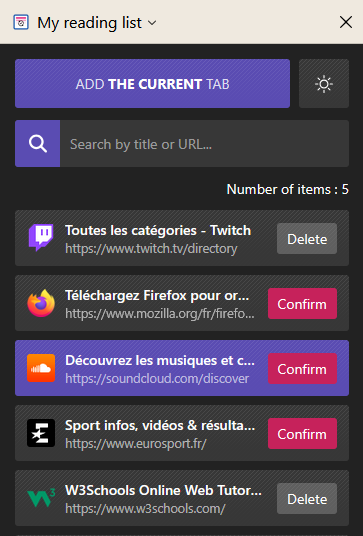 My reading list
ADD THE CURRENT TAB
Search by title or URL...
Number of items : 5
Toutes les catégories - Twitch
https://www.twitch.tv/directory
Delete
Téléchargez Firefox pour or...
https://www.mozilla.org/fr/firefo...
Confirm
Découvrez les musiques et c...
https://soundcloud.com/discover
Confirm
Sport infos, vidéos & résulta...
https://www.eurosport.fr/
Confirm
W3Schools Online Web Tutor...
https://www.w3schools.com/
Delete